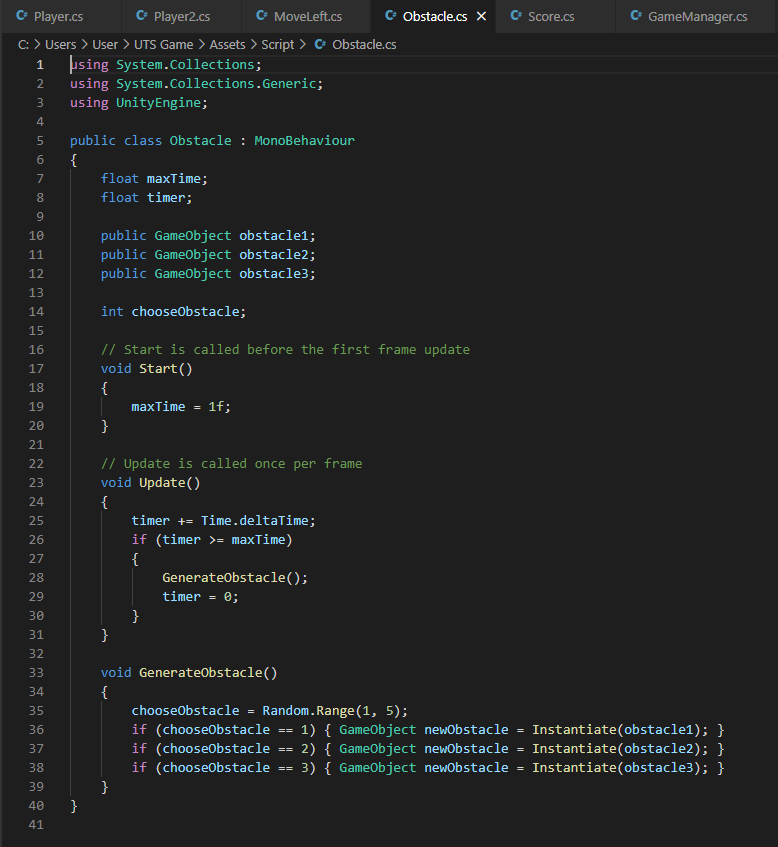 Player.cs Player2.cs MoveLeft.cs Obstacle.cs Score.cs GameManager.cs
C: > Users > User > UTS Game > Assets > Script > Obstacle.cs
1 using System.Collections;
2 using System.Collections.Generic;
3 using UnityEngine;
4
5 public class Obstacle : MonoBehaviour
6 {
7 float maxTime;
8 float timer;
9
10 public GameObject obstacle1;
11 public GameObject obstacle2;
12 public GameObject obstacle3;
13
14 int chooseObstacle;
15
16 // Start is called before the first frame update
17 void Start()
18 {
19 maxTime = 1f;
20 }
21
22 // Update is called once per frame
23 void Update()
24 {
25 timer += Time.deltaTime;
26 if (timer >= maxTime)
27 {
28 GenerateObstacle();
29 timer = 0;
30 }
31 }
32
33 void GenerateObstacle()
34 {
35 chooseObstacle = Random.Range(1, 5);
36 if (chooseObstacle == 1) { GameObject newObstacle = Instantiate(obstacle1); }
37 if (chooseObstacle == 2) { GameObject newObstacle = Instantiate(obstacle2); }
38 if (chooseObstacle == 3) { GameObject newObstacle = Instantiate(obstacle3); }
39 }
40 }
41